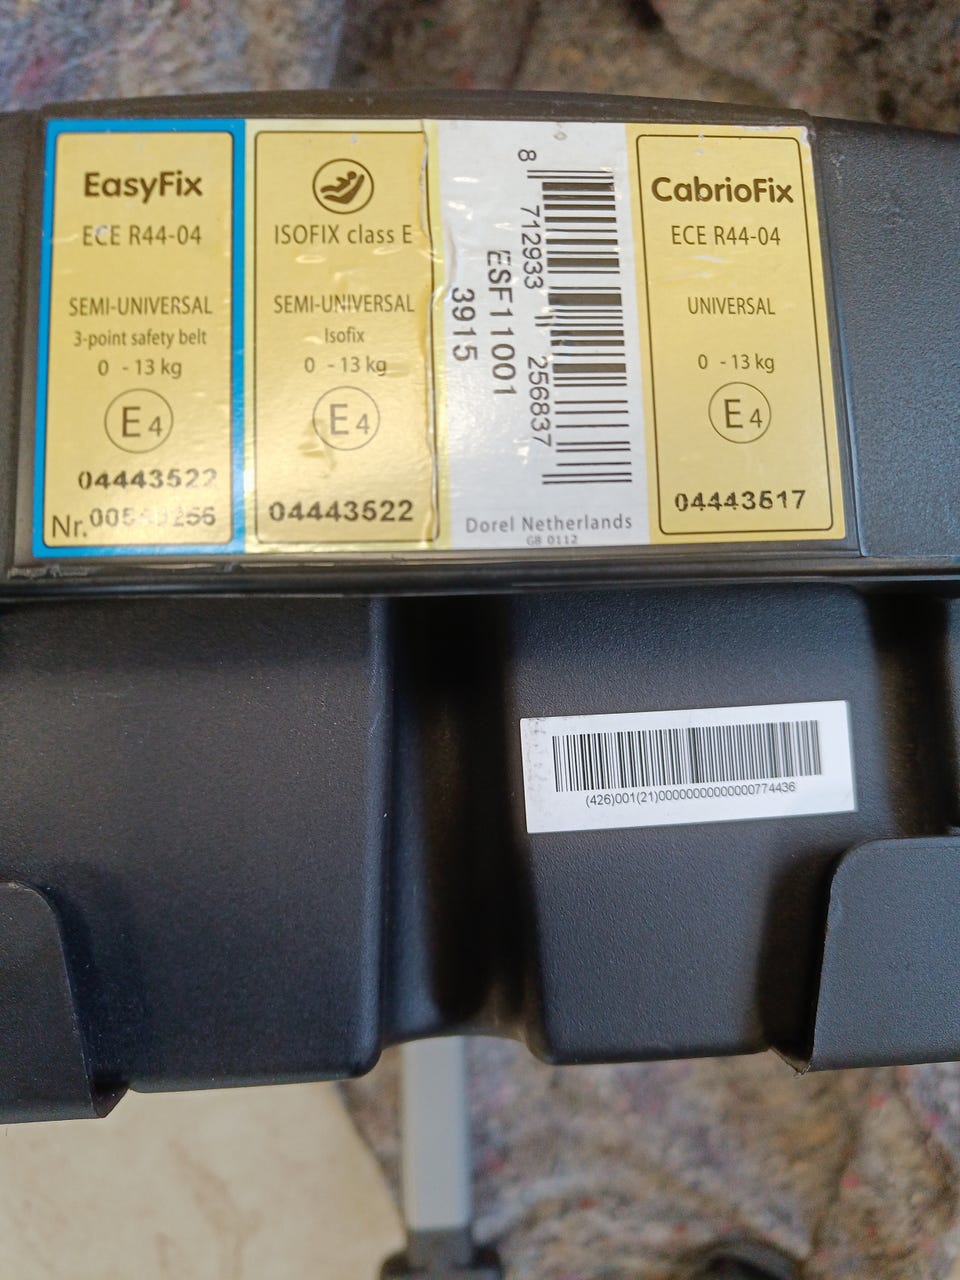 EasyFix
ECE R44-04
SEMI-UNIVERSAL
3-point safety belt
0 - 13 kg
E4
04443522
Nr.
ISOFIX class E
SEMI-UNIVERSAL
Isofix
0 - 13 kg
E4
04443522
8 712933 256837
ESF11001
3915
Dorel Netherlands
GB 0112
CabrioFix
ECE R44-04
UNIVERSAL
0 - 13 kg
E4
04443517
(426)001(21)00000000000000774436